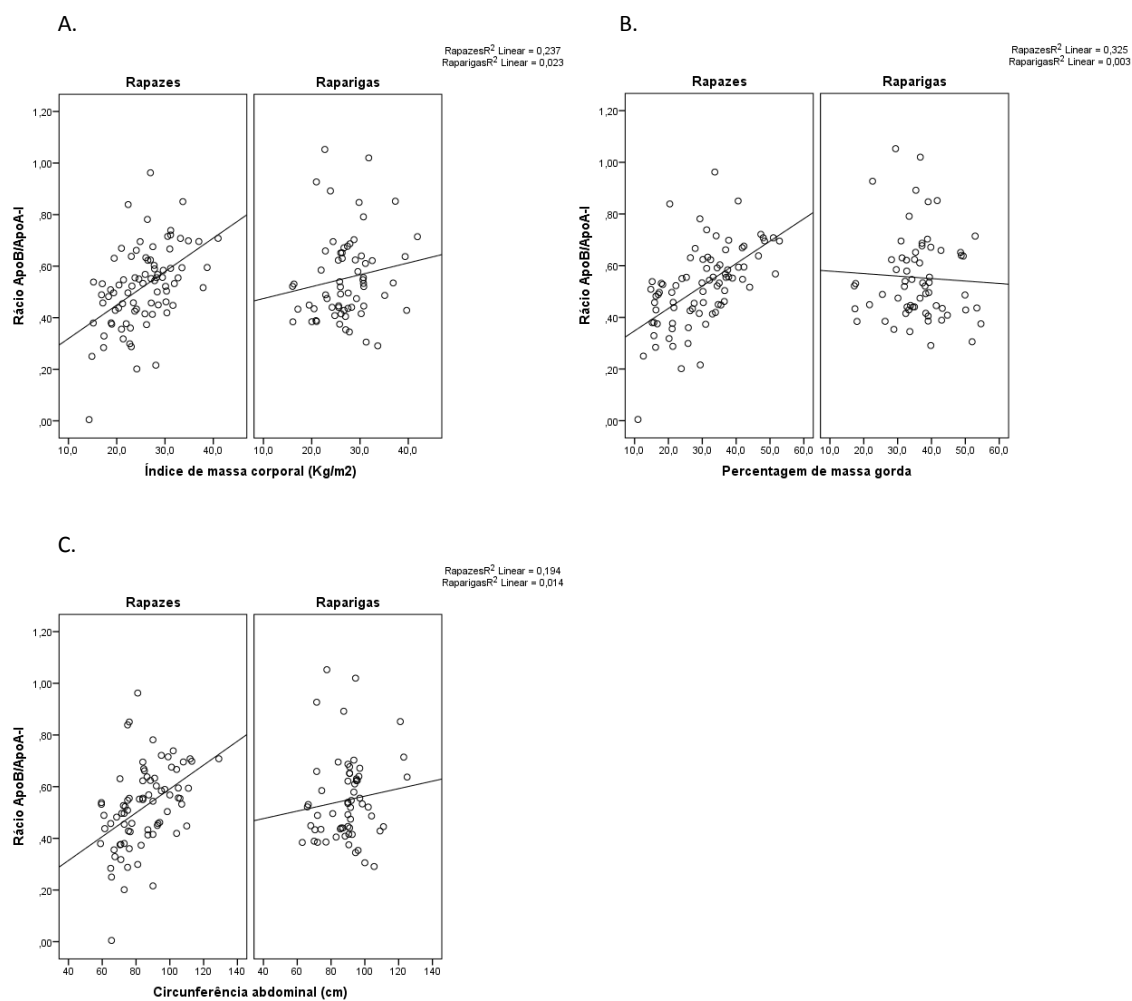 A.
RapazesR² Linear = 0,237
RaparigasR² Linear = 0,023
Rapazes Raparigas
Rácio ApoB/ApoA-I
1,20
1,00
,80
,60
,40
,20
,00
10,0 20,0 30,0 40,0 10,0 20,0 30,0 40,0
Índice de massa corporal (Kg/m2)
B.
RapazesR² Linear = 0,325
RaparigasR² Linear = 0,003
Rapazes Raparigas
Rácio ApoB/ApoA-I
1,20
1,00
,80
,60
,40
,20
,00
10,0 20,0 30,0 40,0 50,0 60,0 10,0 20,0 30,0 40,0 50,0 60,0
Percentagem de massa gorda
C.
RapazesR² Linear = 0,194
RaparigasR² Linear = 0,014
Rapazes Raparigas
Rácio ApoB/ApoA-I
1,20
1,00
,80
,60
,40
,20
,00
40 60 80 100 120 140 40 60 80 100 120 140
Circunferência abdominal (cm)